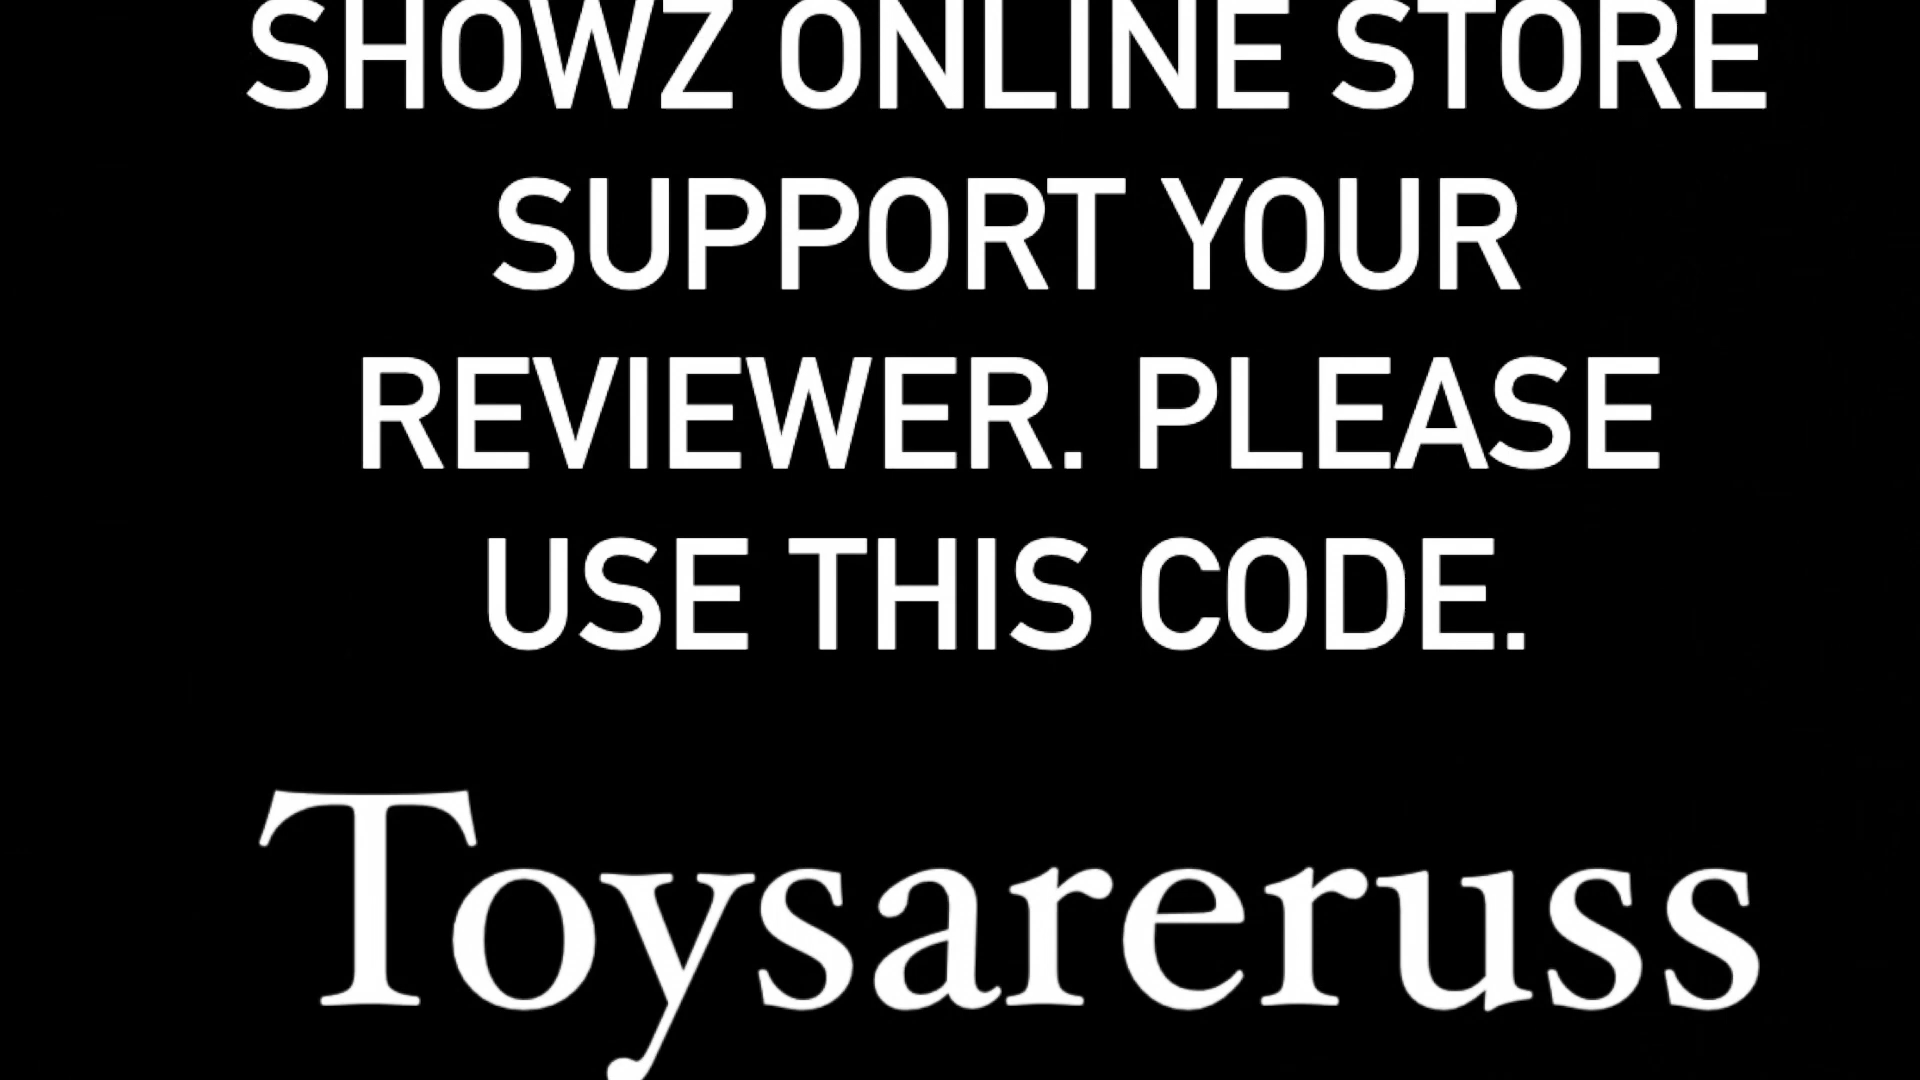 SHOWZ ONLINE STORE
SUPPORT YOUR
REVIEWER. PLEASE
USE THIS CODE.
Toysareruss